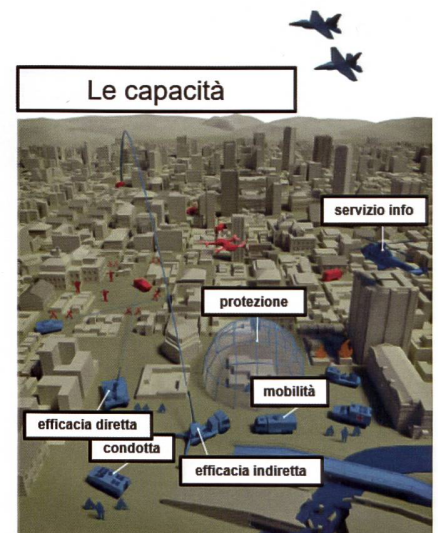 Le capacità
servizio info
protezione
mobilità
efficacia diretta
condotta
efficacia indiretta